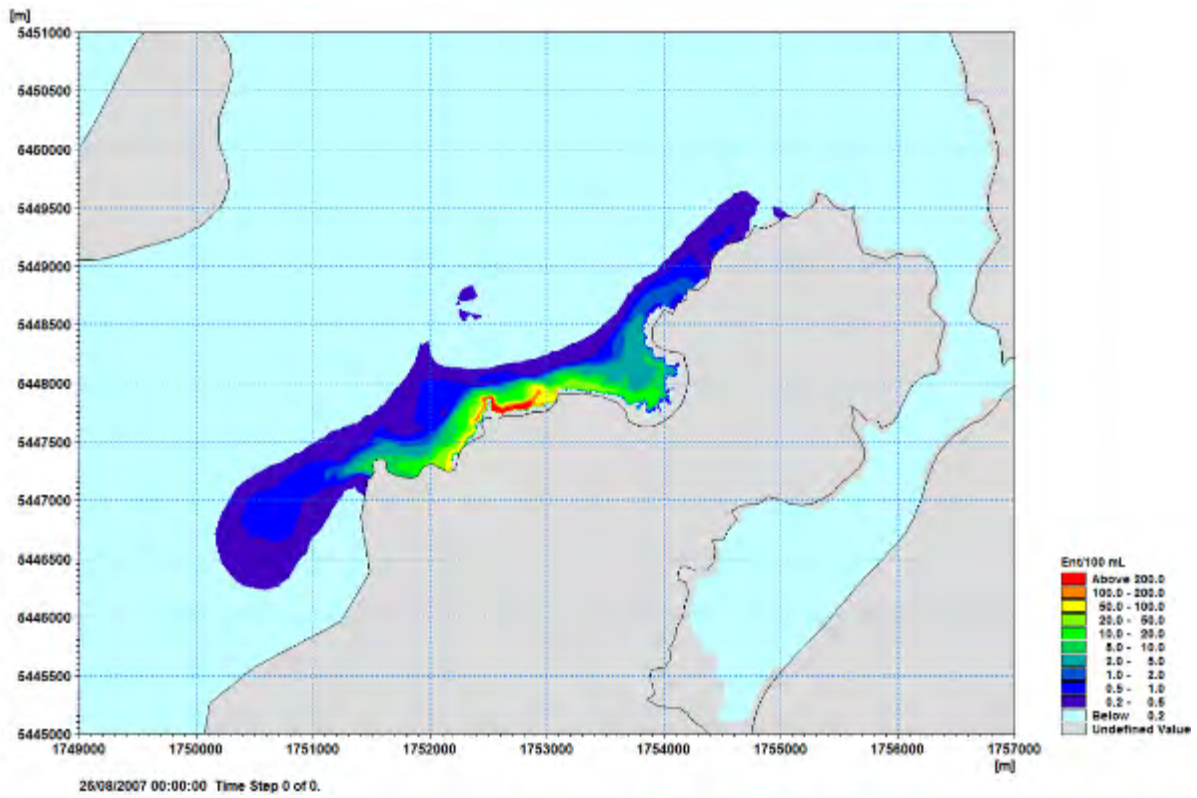 [m]
5451000
5450500
5450000
5449500
5449000
5448500
5448000
5447500
5447000
5446500
5446000
5445500
5445000
1749000 1750000 1751000 1752000 1753000 1754000 1755000 1756000 1757000
[m]
26/08/2007 00:00:00 Time Step 0 of 0.
Ent/100 mL
Above 200.0
100.0 - 200.0
50.0 - 100.0
20.0 - 50.0
10.0 - 20.0
5.0 - 10.0
2.0 - 5.0
1.0 - 2.0
0.5 - 1.0
0.2 - 0.5
Below 0.2
Undefined Value